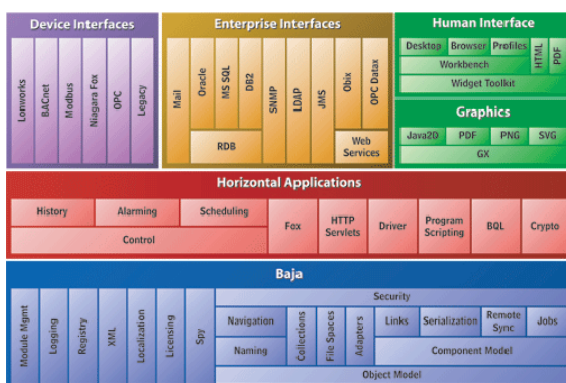 Device Interfaces
Lonworks
BACnet
Modbus
Niagara Fox
OPC
Legacy
Enterprise Interfaces
Mail
Oracle
MS SQL
DB2
RDB
SNMP
LDAP
JMS
Obix
OPC Datax
Web
Services
Human Interface
Desktop
Browser
Profiles
HTML
PDF
Workbench
Widget Toolkit
Graphics
Java2D
PDF
PNG
SVG
GX
Horizontal Applications
History
Alarming
Scheduling
Control
Fox
HTTP
Servlets
Driver
Program
Scripting
BQL
Crypto
Baja
Module Mgmt
Logging
Registry
XML
Localization
Licensing
Spy
Security
Navigation
Naming
Collections
File Spaces
Adapters
Links
Serialization
Remote
Sync
Jobs
Component Model
Object Model